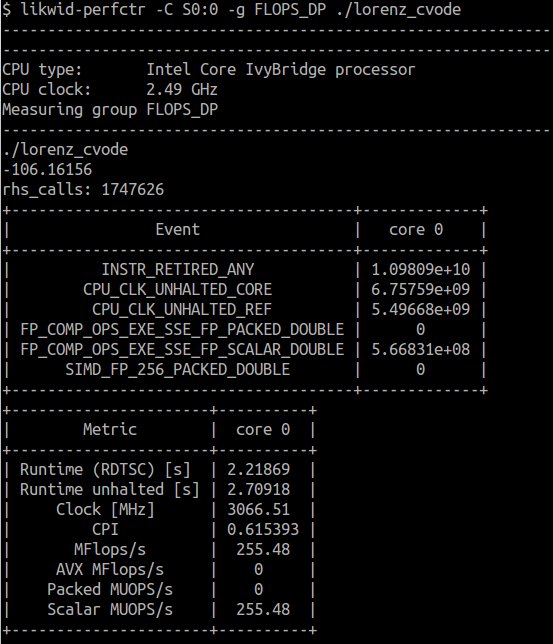 $ likwid-perfctr -C S0:0 -g FLOPS_DP ./lorenz_cvode
-------------------------------------------------------------
-------------------------------------------------------------
CPU type:       Intel Core IvyBridge processor
CPU clock:      2.49 GHz
Measuring group FLOPS_DP
-------------------------------------------------------------
./lorenz_cvode
-106.16156
rhs_calls: 1747626
+--------------------------------------+-------------+
|                Event                 |   core 0    |
+--------------------------------------+-------------+
|          INSTR_RETIRED_ANY           | 1.09809e+10 |
|        CPU_CLK_UNHALTED_CORE         | 6.75759e+09 |
|         CPU_CLK_UNHALTED_REF         | 5.49668e+09 |
| FP_COMP_OPS_EXE_SSE_FP_PACKED_DOUBLE |      0      |
| FP_COMP_OPS_EXE_SSE_FP_SCALAR_DOUBLE | 5.66831e+08 |
|      SIMD_FP_256_PACKED_DOUBLE       |      0      |
+--------------------------------------+-------------+
+----------------------+----------+
|        Metric        |  core 0  |
+----------------------+----------+
| Runtime (RDTSC) [s]  | 2.21869  |
| Runtime unhalted [s] | 2.70918  |
|     Clock [MHz]      | 3066.51  |
|         CPI          | 0.615393 |
|       MFlops/s       |  255.48  |
|     AVX MFlops/s     |    0     |
|    Packed MUOPS/s    |    0     |
|    Scalar MUOPS/s    |  255.48  |
+----------------------+----------+